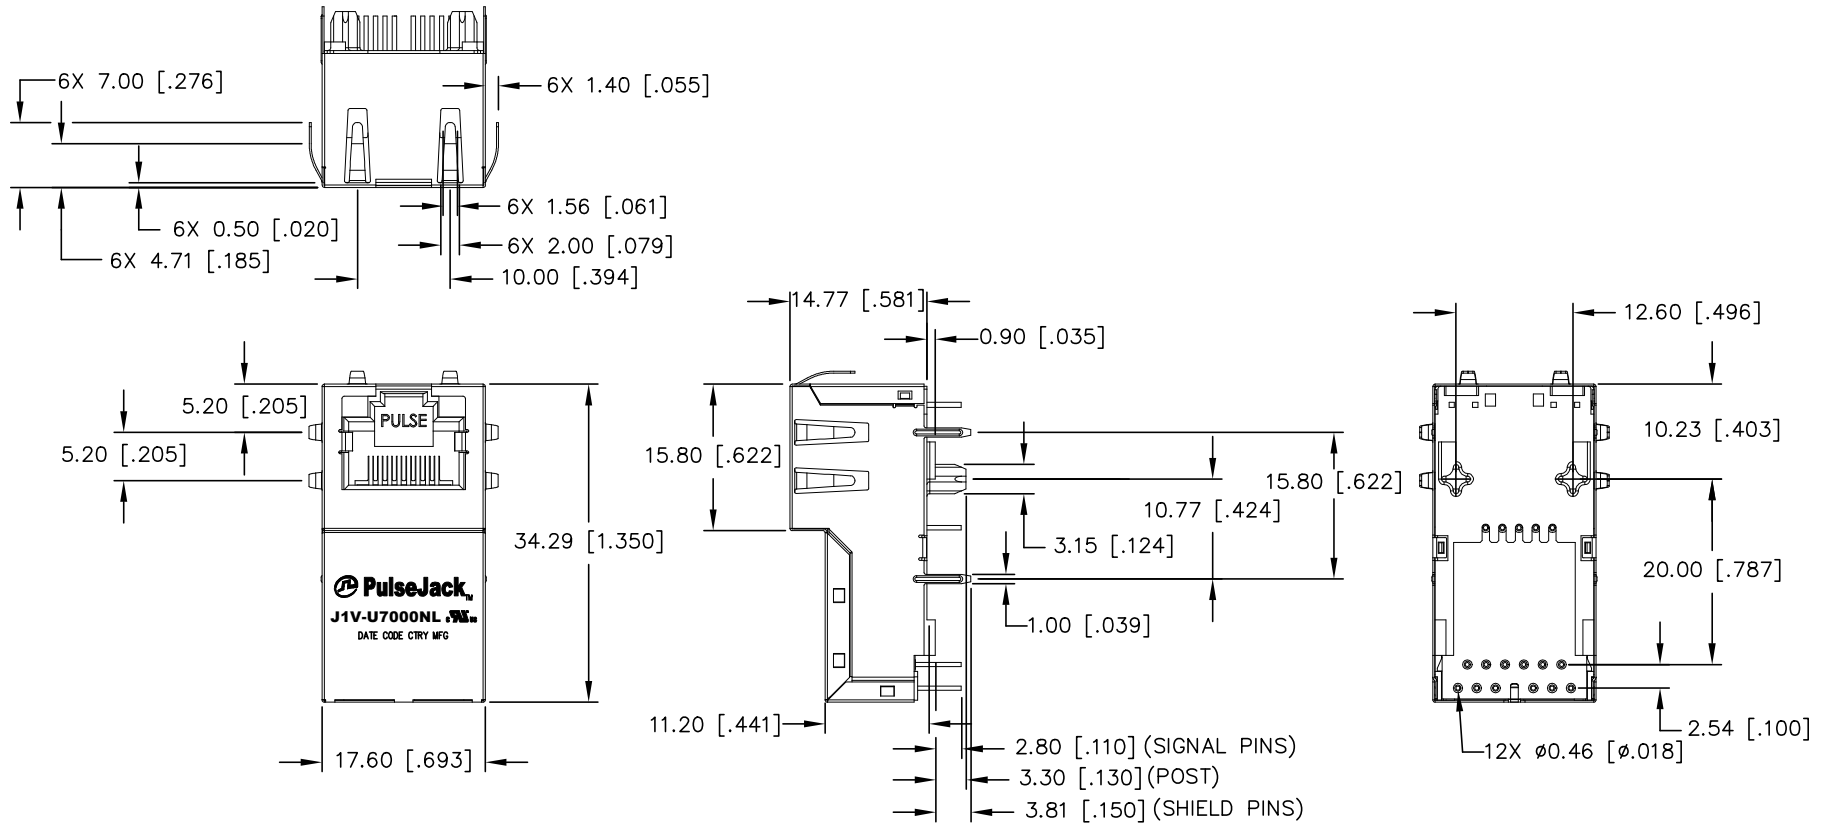 6X 7.00 [.276]
6X 1.40 [.055]
6X 1.56 [.061]
6X 0.50 [.020]
6X 2.00 [.079]
6X 4.71 [.185]
10.00 [.394]
14.77 [.581]
12.60 [.496]
0.90 [.035]
5.20 [.205]
PULSE
10.23 [.403]
5.20 [.205]
15.80 [.622]
15.80 [.622]
10.77 [.424]
34.29 [1.350]
3.15 [.124]
20.00 [.787]
PulseJack™
J1V-U7000NL
1.00 [.039]
DATE CODE CTRY MFG
11.20 [.441]
2.54 [.100]
2.80 [.110] (SIGNAL PINS)
12X ø0.46 [ø.018]
17.60 [.693]
3.30 [.130] (POST)
3.81 [.150] (SHIELD PINS)